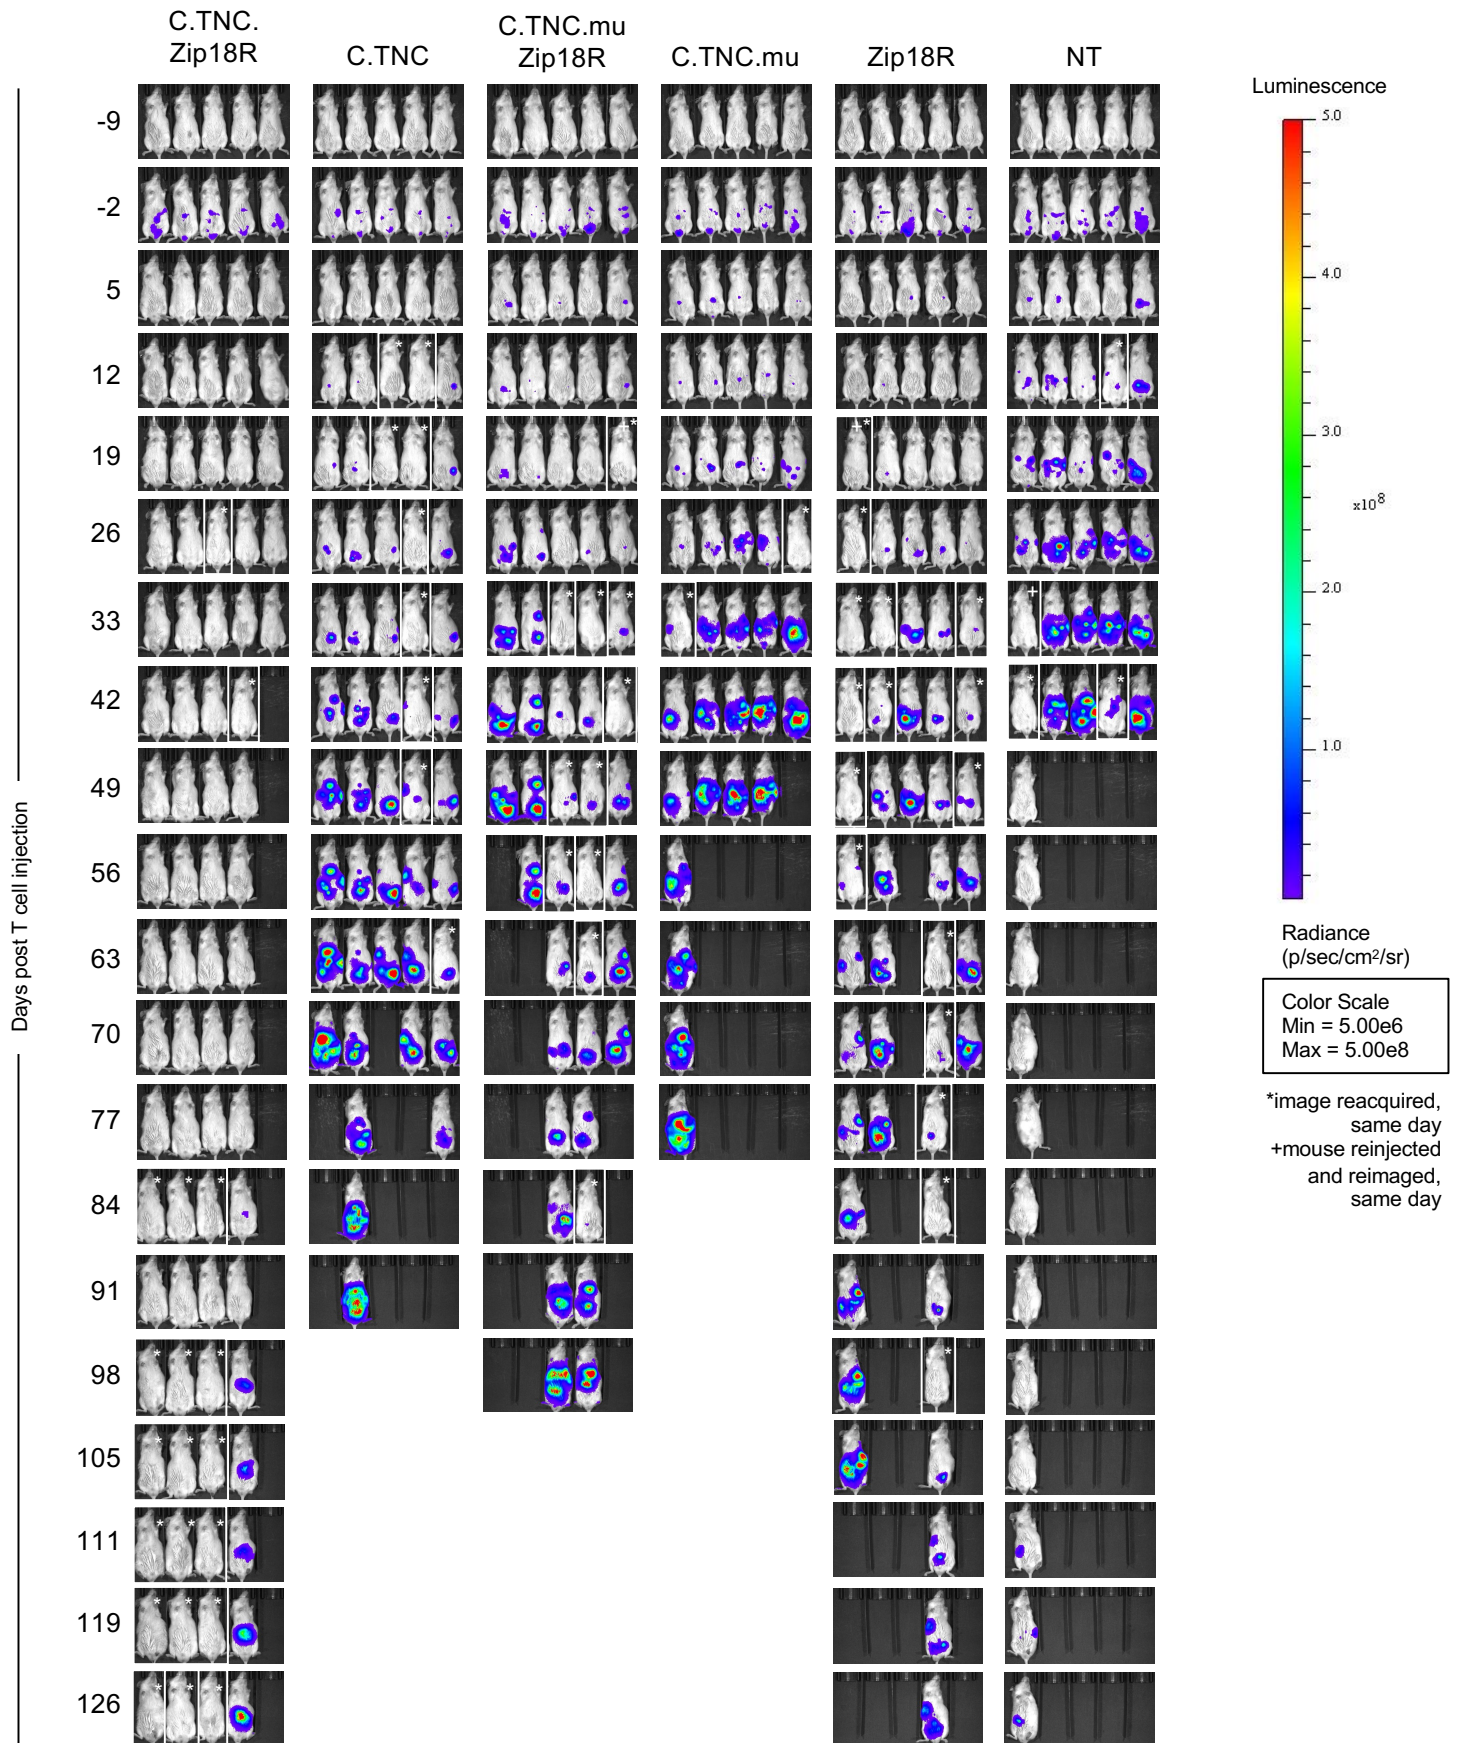 C.TNC.
Zip18R
C.TNC
C.TNC.mu
Zip18R
C.TNC.mu
Zip18R
NT
Luminescence
Days post T cell injection
-9
-2
5
12
* *
*
19
* *
+*
+*
26
*
*
*
*
33
*
* * *
*
* * *
+
42
*
*
*
* * *
* *
49
*
* *
* *
56
* *
*
63
*
*
*
70
*
77
*
84
* * *
*
*
91
98
* * *
*
105
* * *
111
* * *
119
* * *
126
* * *
5.0
4.0
3.0
x10⁸
2.0
1.0
Radiance
(p/sec/cm²/sr)
Color Scale
Min = 5.00e6
Max = 5.00e8
*image reacquired,
same day
+mouse reinjected
and reimaged,
same day